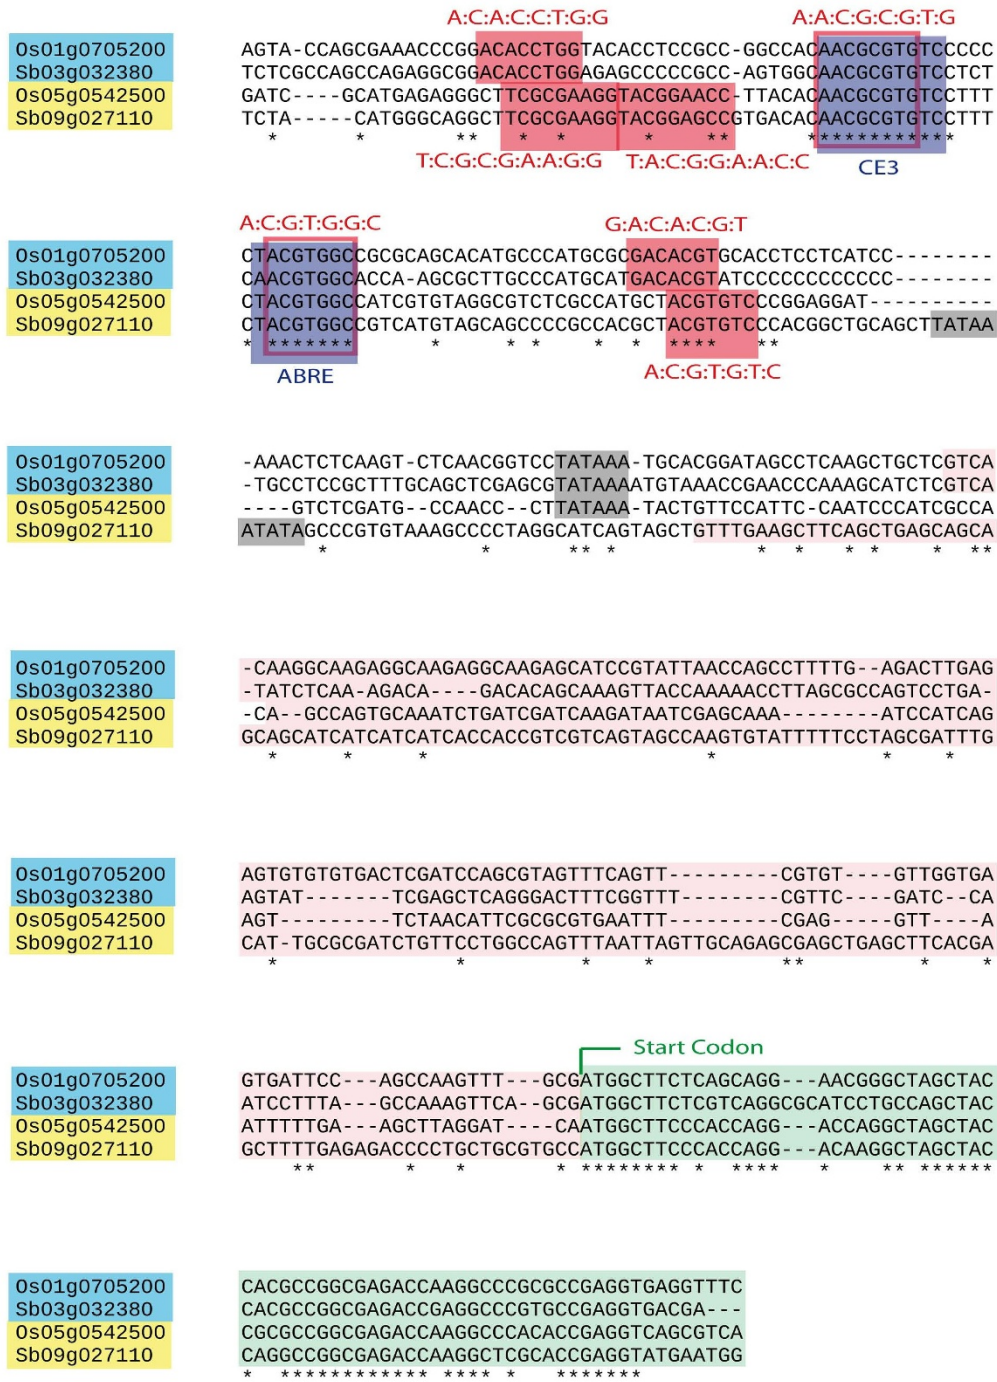 A:C:A:C:C:T:G:G A:A:C:G:C:G:T:G
Os01g0705200 AGTA-CCAGCGAAACCCGGACACCTGGTACACCTCCGCC-GGCCACAACGCGTGTCCCCC
Sb03g032380 TCTCGCCAGCCAGAGGCGGACACCTGGAGAGCCCCCGCC-AGTGGCAACGCGTGTCCTCT
Os05g0542500 GATC----GCATGAGAGGGCTTCGCGAAGGTACGGAACC-TTACACAACGCGTGTCCTTT
Sb09g027110 TCTA-----CATGGGCAGGCTTCGCGAAGGTACGGAGCCGTGACACAACGCGTGTCCTTT
* * ** * * * ** ************
T:C:G:C:G:A:A:G:G T:A:C:G:G:A:A:C:C CE3
A:C:G:T:G:G:C G:A:C:A:C:G:T
Os01g0705200 CTACGTGGCCGCGCAGCACATGCCCATGCGCGACACGTGCACCTCCTCATCC--------
Sb03g032380 CAACGTGGCACCA-AGCGCTTGCCCATGCATGACACGTATCCCCCCCCCCCC--------
Os05g0542500 CTACGTGGCCATCGTGTAGGCGTCTCGCCATGCTACGTGTCCCGGAGGAT----------
Sb09g027110 CTACGTGGCCGTCATGTAGCAGCCCCGCCACGCTACGTGTCCCACGGCTGCAGCTTATAA
* ******* * * * * * **** **
ABRE A:C:G:T:G:T:C
Os01g0705200 -AAACTCTCAAGT-CTCAACGGTCCTATAAA-TGCACGGATAGCCTCAAGCTGCTCGTCA
Sb03g032380 -TGCCTCCGCTTTGCAGCTCGAGCGTATAAAATGTAAACCGAACCCAAAGCATCTCGTCA
Os05g0542500 ----GTCTCGATG-CCAACC--CTTATAAA-TACTGTTCCATTC-CAATCCCATCGCCA
Sb09g027110 ATATAGCCCGTGTAAAGCCCCTAGGCATCAGTAGCTGTTTGAAGCTTCAGCTGAGCAGCA
* * ** * * * * * * **
Os01g0705200 -CAAGGCAAGAGGCAAGAGGCAAGAGCATCCGTATTAACCAGCCTTTTG--AGACTTGAG
Sb03g032380 -TATCTCAA-AGACA----GACACAGCAAAGTTACCAAAAACCTTAGCGCCAGTCCTGA-
Os05g0542500 -CA--GCCAGTGCAAATCTGATCGATCAAGATAATCGAGCAAA--------ATCCATCAG
Sb09g027110 GCAGCATCATCATCATCACCACCGTCGTCAGTAGCCAAGTGTATTTTTCCTAGCGATTTG
* * * * * *
Os01g0705200 AGTGTGTGTGACTCGATCCAGCGTAGTTTCAGTT---------CGTGT----GTTGGTGA
Sb03g032380 AGTAT-------TCGAGCTCAGGGACTTTCGGTTT---------CGTTC----GATC--CA
Os05g0542500 AGT---------TCTAACATTCGCGCGTGAATTT---------CGAG-----GTT----A
Sb09g027110 CAT-TGCGCGATCTGTTCCTGGCCAGTTTAATTAGTTGCAGAGCGAGCTGAGCTTCACGA
* * * * ** * *
Start Codon
Os01g0705200 GTGATTCC---AGCCAAGTTT---GCGATGGCTTCTCAGCAGG---AACGGGCTAGCTAC
Sb03g032380 ATCCTTTA---GCCAAAGTTCA--GCGATGGCTTCTCGTCAGGCGCATCCTGCCAGCTAC
Os05g0542500 ATTTTTGA---AGCTTAGGAT----CAATGGCTTCCCACCAGG---ACCAGGCTAGCTAC
Sb09g027110 GCTTTTGAGAGACCCCTGCTGCGTGCCATGGCTTCCCACCAGG---ACAAGGCTAGCTAC
** * * ******** * **** * ** ******
Os01g0705200 CACGCCGGCGAGACCAAGGCCCGCGCCGAGGTGAGGTTTC
Sb03g032380 CACGCCGGCGAGACCGAGGCCCGTGCCGAGGTGACGA---
Os05g0542500 CGCGCCGGCGAGACCAAGGCCCACACCGAGGTCAGCGTCA
Sb09g027110 CAGGCCGGCGAGACCAAGGCTCGCACCGAGGTATGAATGG
* ************ **** * *******